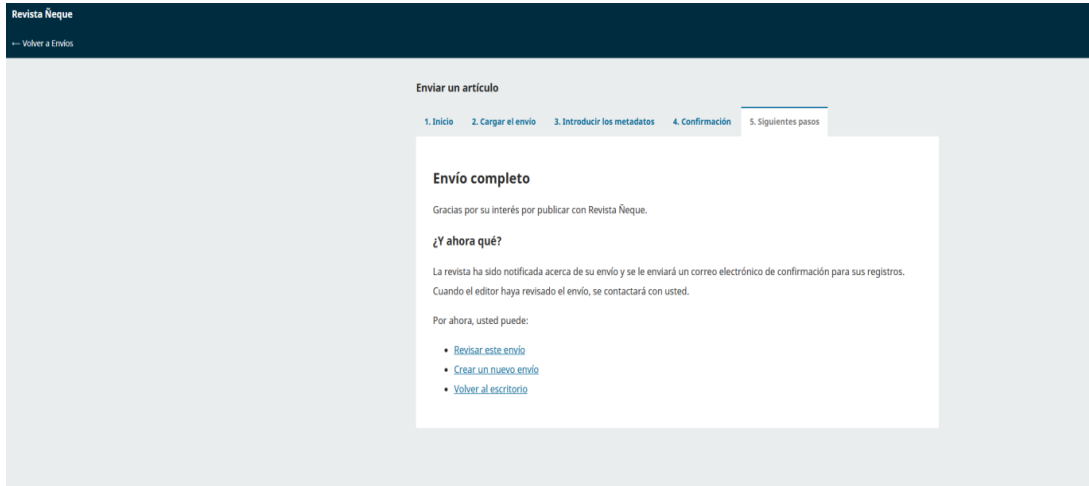 Revista Ñeque
← Volver a Envíos
Enviar un artículo
1. Inicio 2. Cargar el envío 3. Introducir los metadatos 4. Confirmación 5. Siguientes pasos
Envío completo
Gracias por su interés por publicar con Revista Ñeque.
¿Y ahora qué?
La revista ha sido notificada acerca de su envío y se le enviará un correo electrónico de confirmación para sus registros.
Cuando el editor haya revisado el envío, se contactará con usted.
Por ahora, usted puede:
• Revisar este envío
• Crear un nuevo envío
• Volver al escritorio